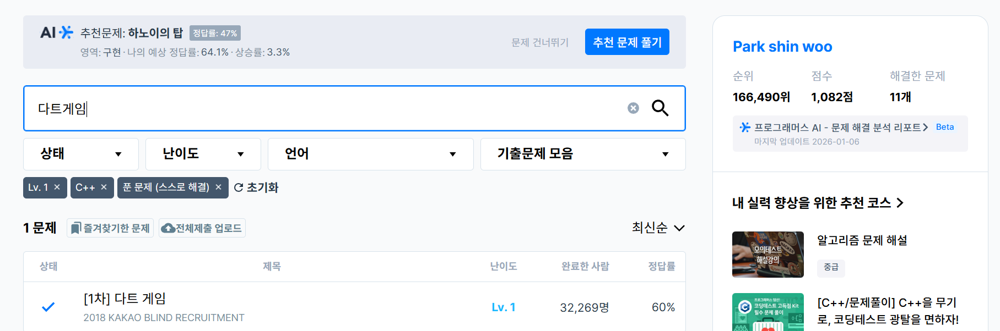 AI 추천문제: 하노이의 탑 정답률: 47%
영역: 구현 · 나의 예상 정답률: 64.1% · 상승률: 3.3%
문제 건너뛰기
추천 문제 풀기
다트게임
상태
난이도
언어
기출문제 모음
Lv. 1 ×
C++ ×
푼 문제 (스스로 해결) ×
초기화
1 문제
즐겨찾기한 문제
전체제출 업로드
최신순
상태 제목 난이도 완료한 사람 정답률
[1차] 다트 게임
2018 KAKAO BLIND RECRUITMENT
Lv. 1
32,269명
60%
Park shin woo
순위 점수 해결한 문제
166,490위 1,082점 11개
프로그래머스 AI - 문제 해결 분석 리포트 Beta
마지막 업데이트 2026-01-06
내 실력 향상을 위한 추천 코스
모의테스트
해설강의
HACKER
알고리즘 문제 해설
중급
프로그래머스 엄선!
코딩테스트 고득점 Kit
필수 문제 풀이
[C++/문제풀이] C++을 무기
로, 코딩테스트 광탈을 면하자!